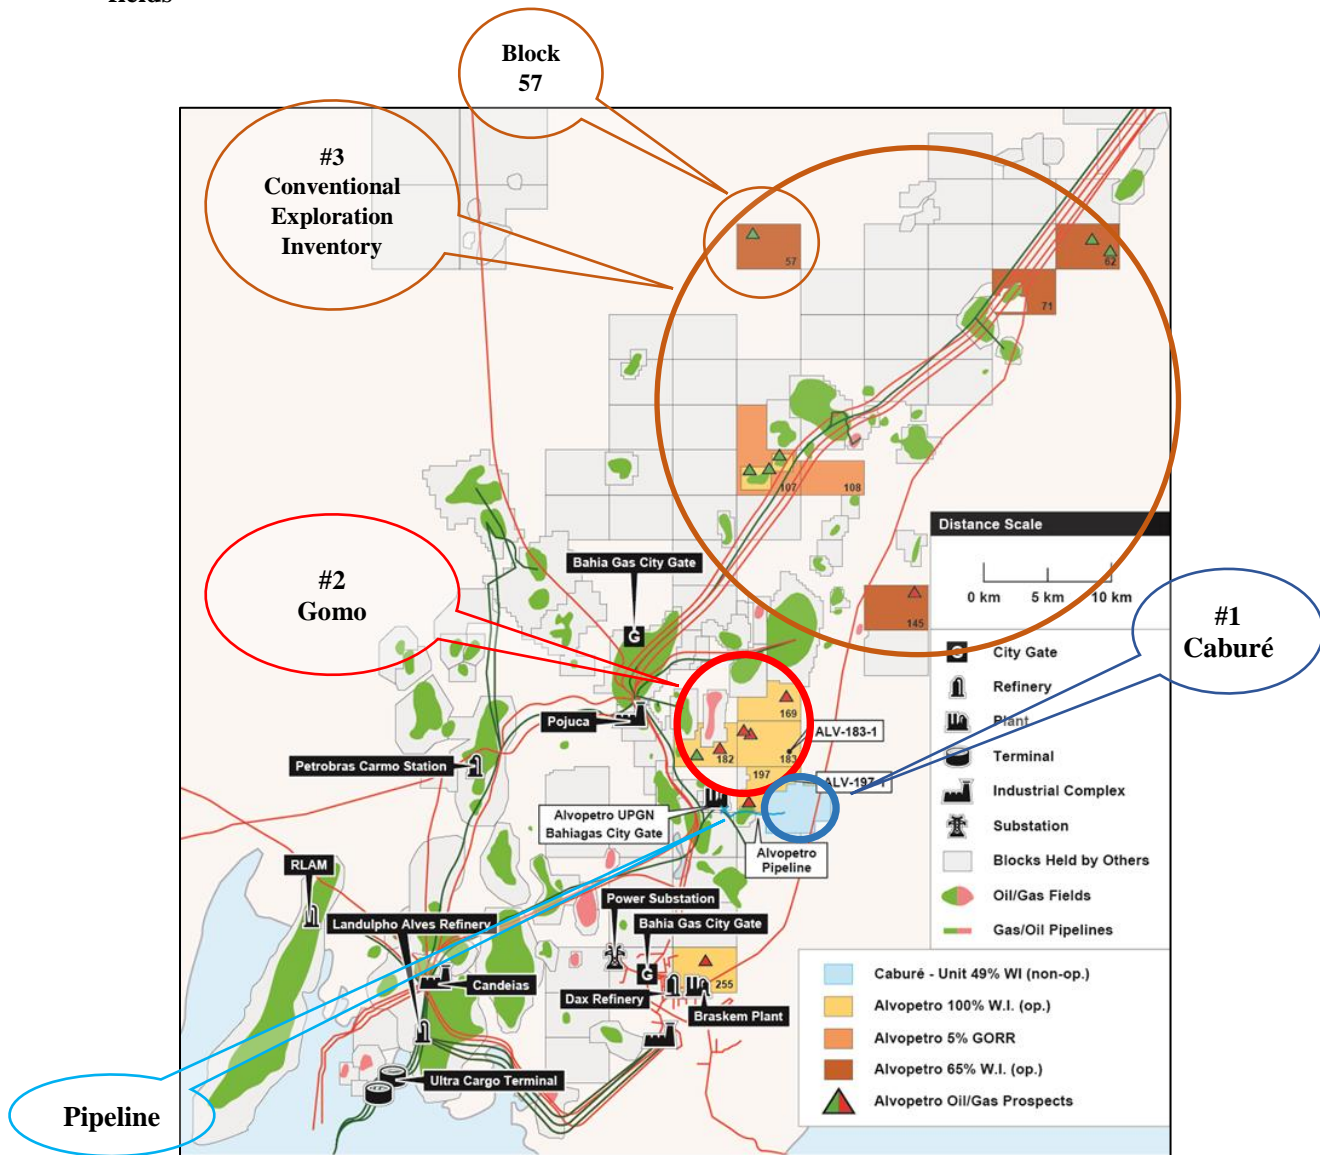 fields
Block
57
#3
Conventional
Exploration
Inventory
57
62
71
107
108
Distance Scale
0 km 5 km 10 km
#1
Caburé
Bahia Gas City Gate
G
#2
Gomo
145
G City Gate
Refinery
Plant
Terminal
Industrial Complex
Substation
Blocks Held by Others
Oil/Gas Fields
Gas/Oil Pipelines
169
Pojuca
ALV-183-1
182
183
Petrobras Carmo Station
197
ALV-197-1
Alvopetro UPGN
Bahiagas City Gate
Alvopetro
Pipeline
RLAM
Power Substation
Landulpho Alves Refinery
Bahia Gas City Gate
G
255
Candeias
Dax Refinery
Braskem Plant
Caburé - Unit 49% WI (non-op.)
Alvopetro 100% W.I. (op.)
Alvopetro 5% GORR
Alvopetro 65% W.I. (op.)
Alvopetro Oil/Gas Prospects
Ultra Cargo Terminal
Pipeline